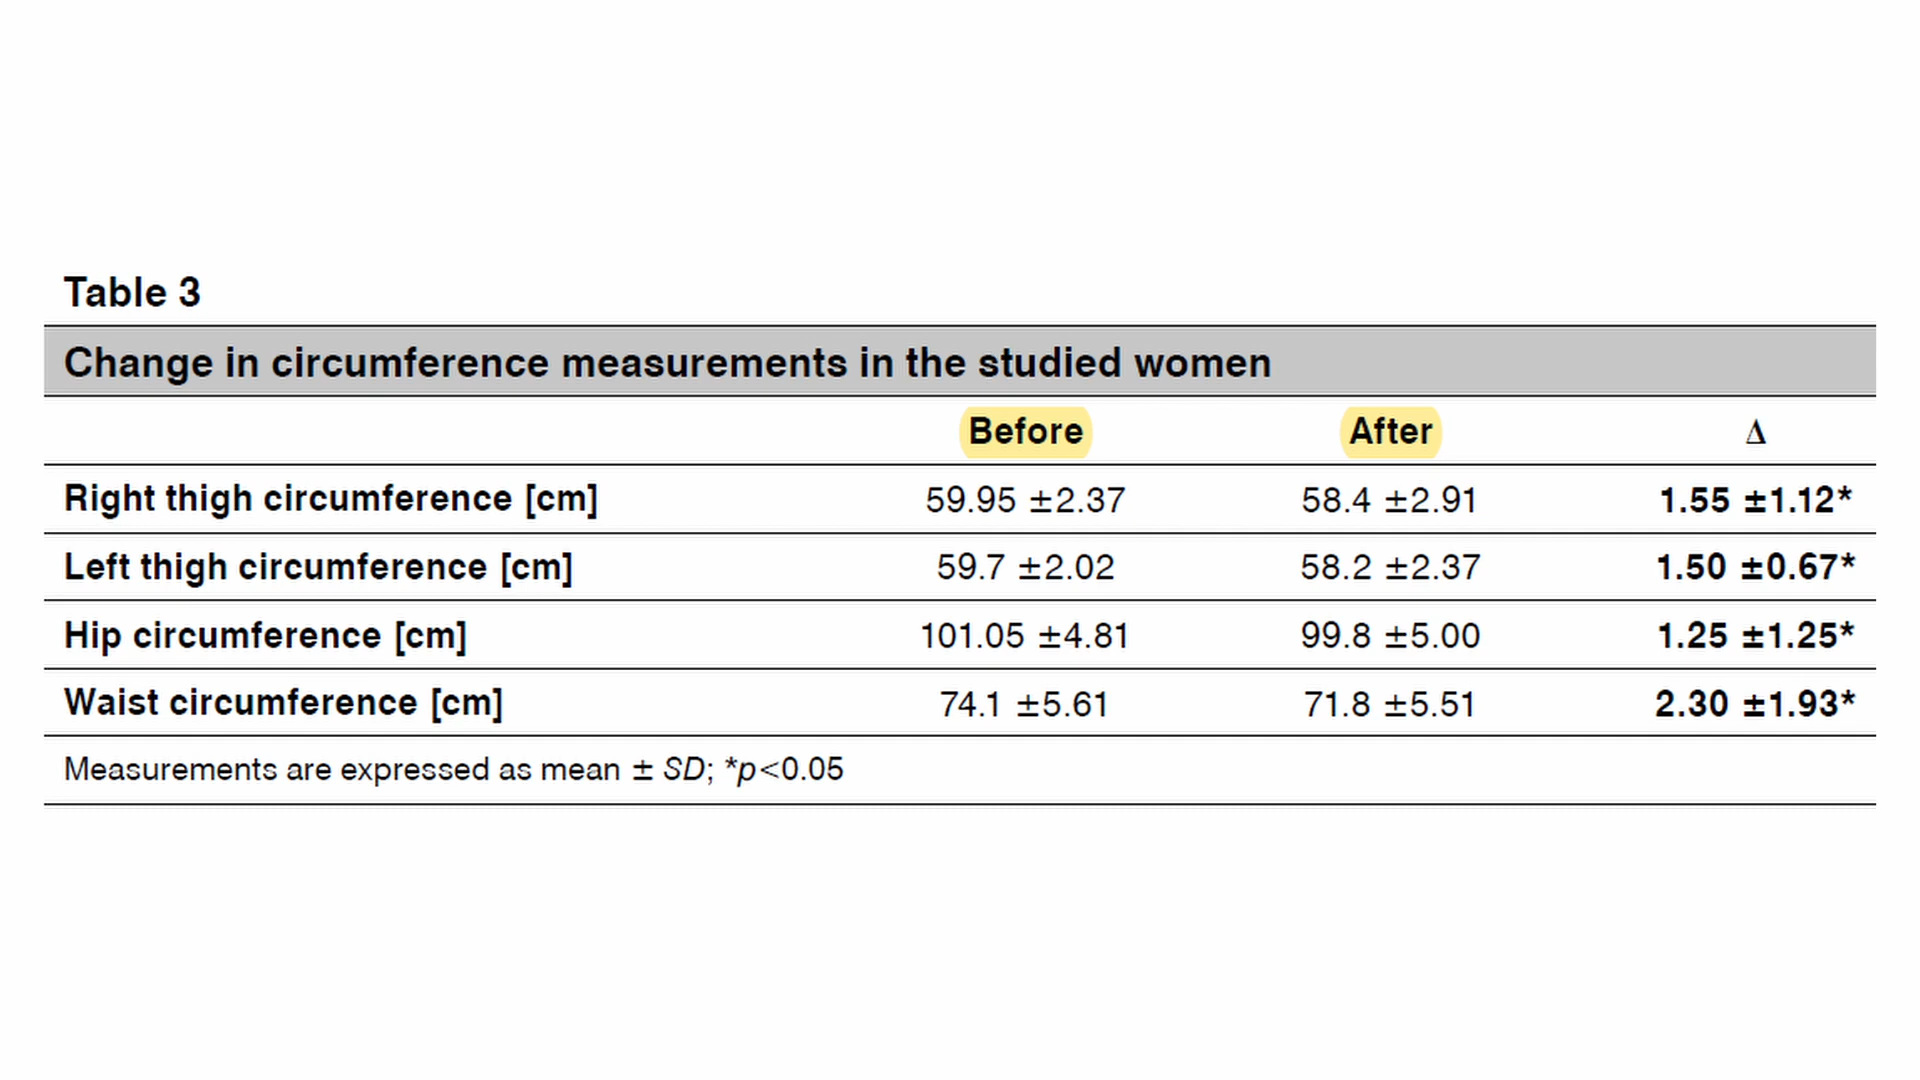 Table 3
Change in circumference measurements in the studied women
Before After Δ
Right thigh circumference [cm] 59.95 ±2.37 58.4 ±2.91 1.55 ±1.12*
Left thigh circumference [cm] 59.7 ±2.02 58.2 ±2.37 1.50 ±0.67*
Hip circumference [cm] 101.05 ±4.81 99.8 ±5.00 1.25 ±1.25*
Waist circumference [cm] 74.1 ±5.61 71.8 ±5.51 2.30 ±1.93*
Measurements are expressed as mean ± SD; *p<0.05